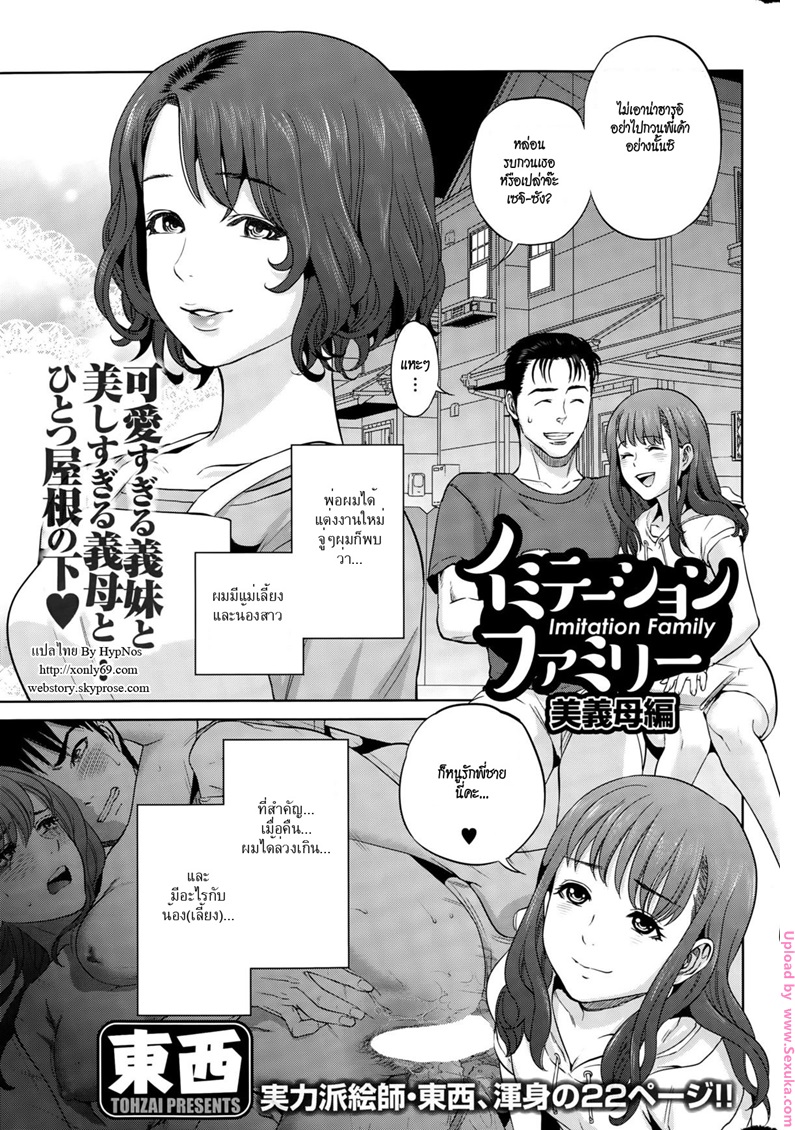 ไม่เอาน่าฮารุอิ
อย่าไปกวนพี่เค้า
อย่างนั้นซิ
หล่อน
รบกวนเธอ
หรือเปล่าจ๊ะ
เซจิ-ซัง?
แหะๆ
...
可愛すぎる義妹と
美しすぎる義母と
ひとつ屋根の下♥
พ่อผมได้
แต่งงานใหม่
จู่ๆผมก็พบ
ว่า...
ผมมีแม่เลี้ยง
และน้องสาว
イミテーション
Imitation Family
ファミリー
美義母編
แปลไทย By HypNos
http://xonly69.com
webstory.skyprose.com
ก็หนูรักพี่ชาย
นี่คะ...
♥
ที่สำคัญ...
เมื่อคืน...
ผมได้ล่วงเกิน...
และ
มีอะไรกับ
น้อง(เลี้ยง)...
東西
TOHZAI PRESENTS
実力派絵師・東西、渾身の22ページ!!
Upload by www.Sexuka.com